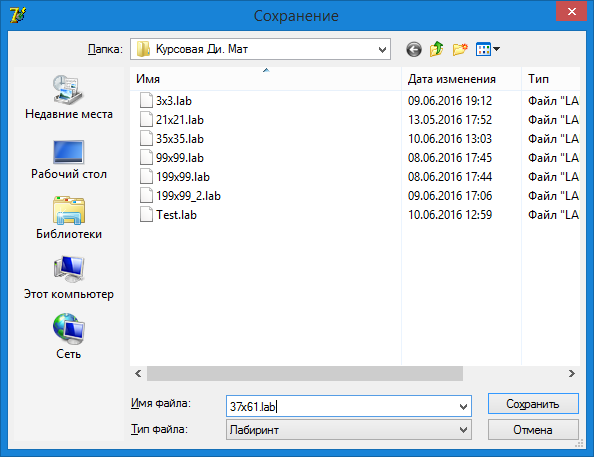 Сохранение
Папка: Курсовая Ди. Мат
Недавние места
Рабочий стол
Библиотеки
Этот компьютер
Сеть
Имя Дата изменения Тип
3x3.lab 09.06.2016 19:12 Файл "LA
21x21.lab 13.05.2016 17:52 Файл "LA
35x35.lab 10.06.2016 13:03 Файл "LA
99x99.lab 08.06.2016 17:45 Файл "LA
199x99.lab 08.06.2016 17:44 Файл "LA
199x99_2.lab 09.06.2016 17:06 Файл "LA
Test.lab 10.06.2016 12:59 Файл "LA
Имя файла: 37x61.lab Сохранить
Тип файла: Лабиринт Отмена